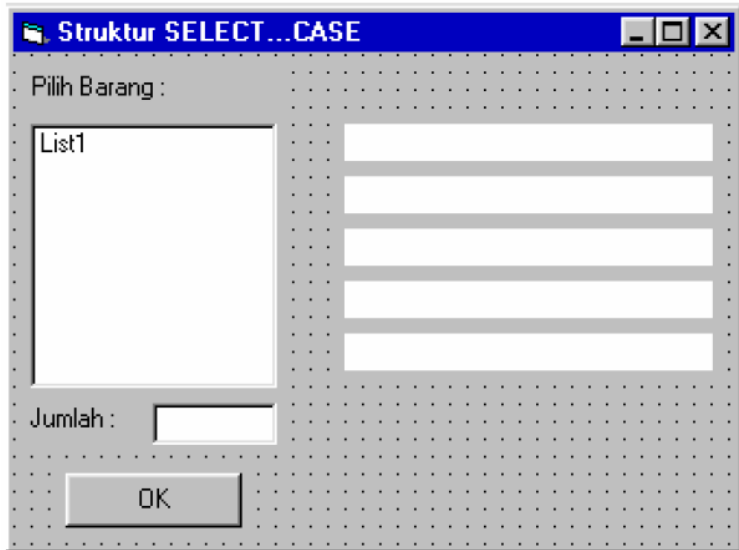 Struktur SELECT...CASE
Pilih Barang :
List1
Jumlah :
OK